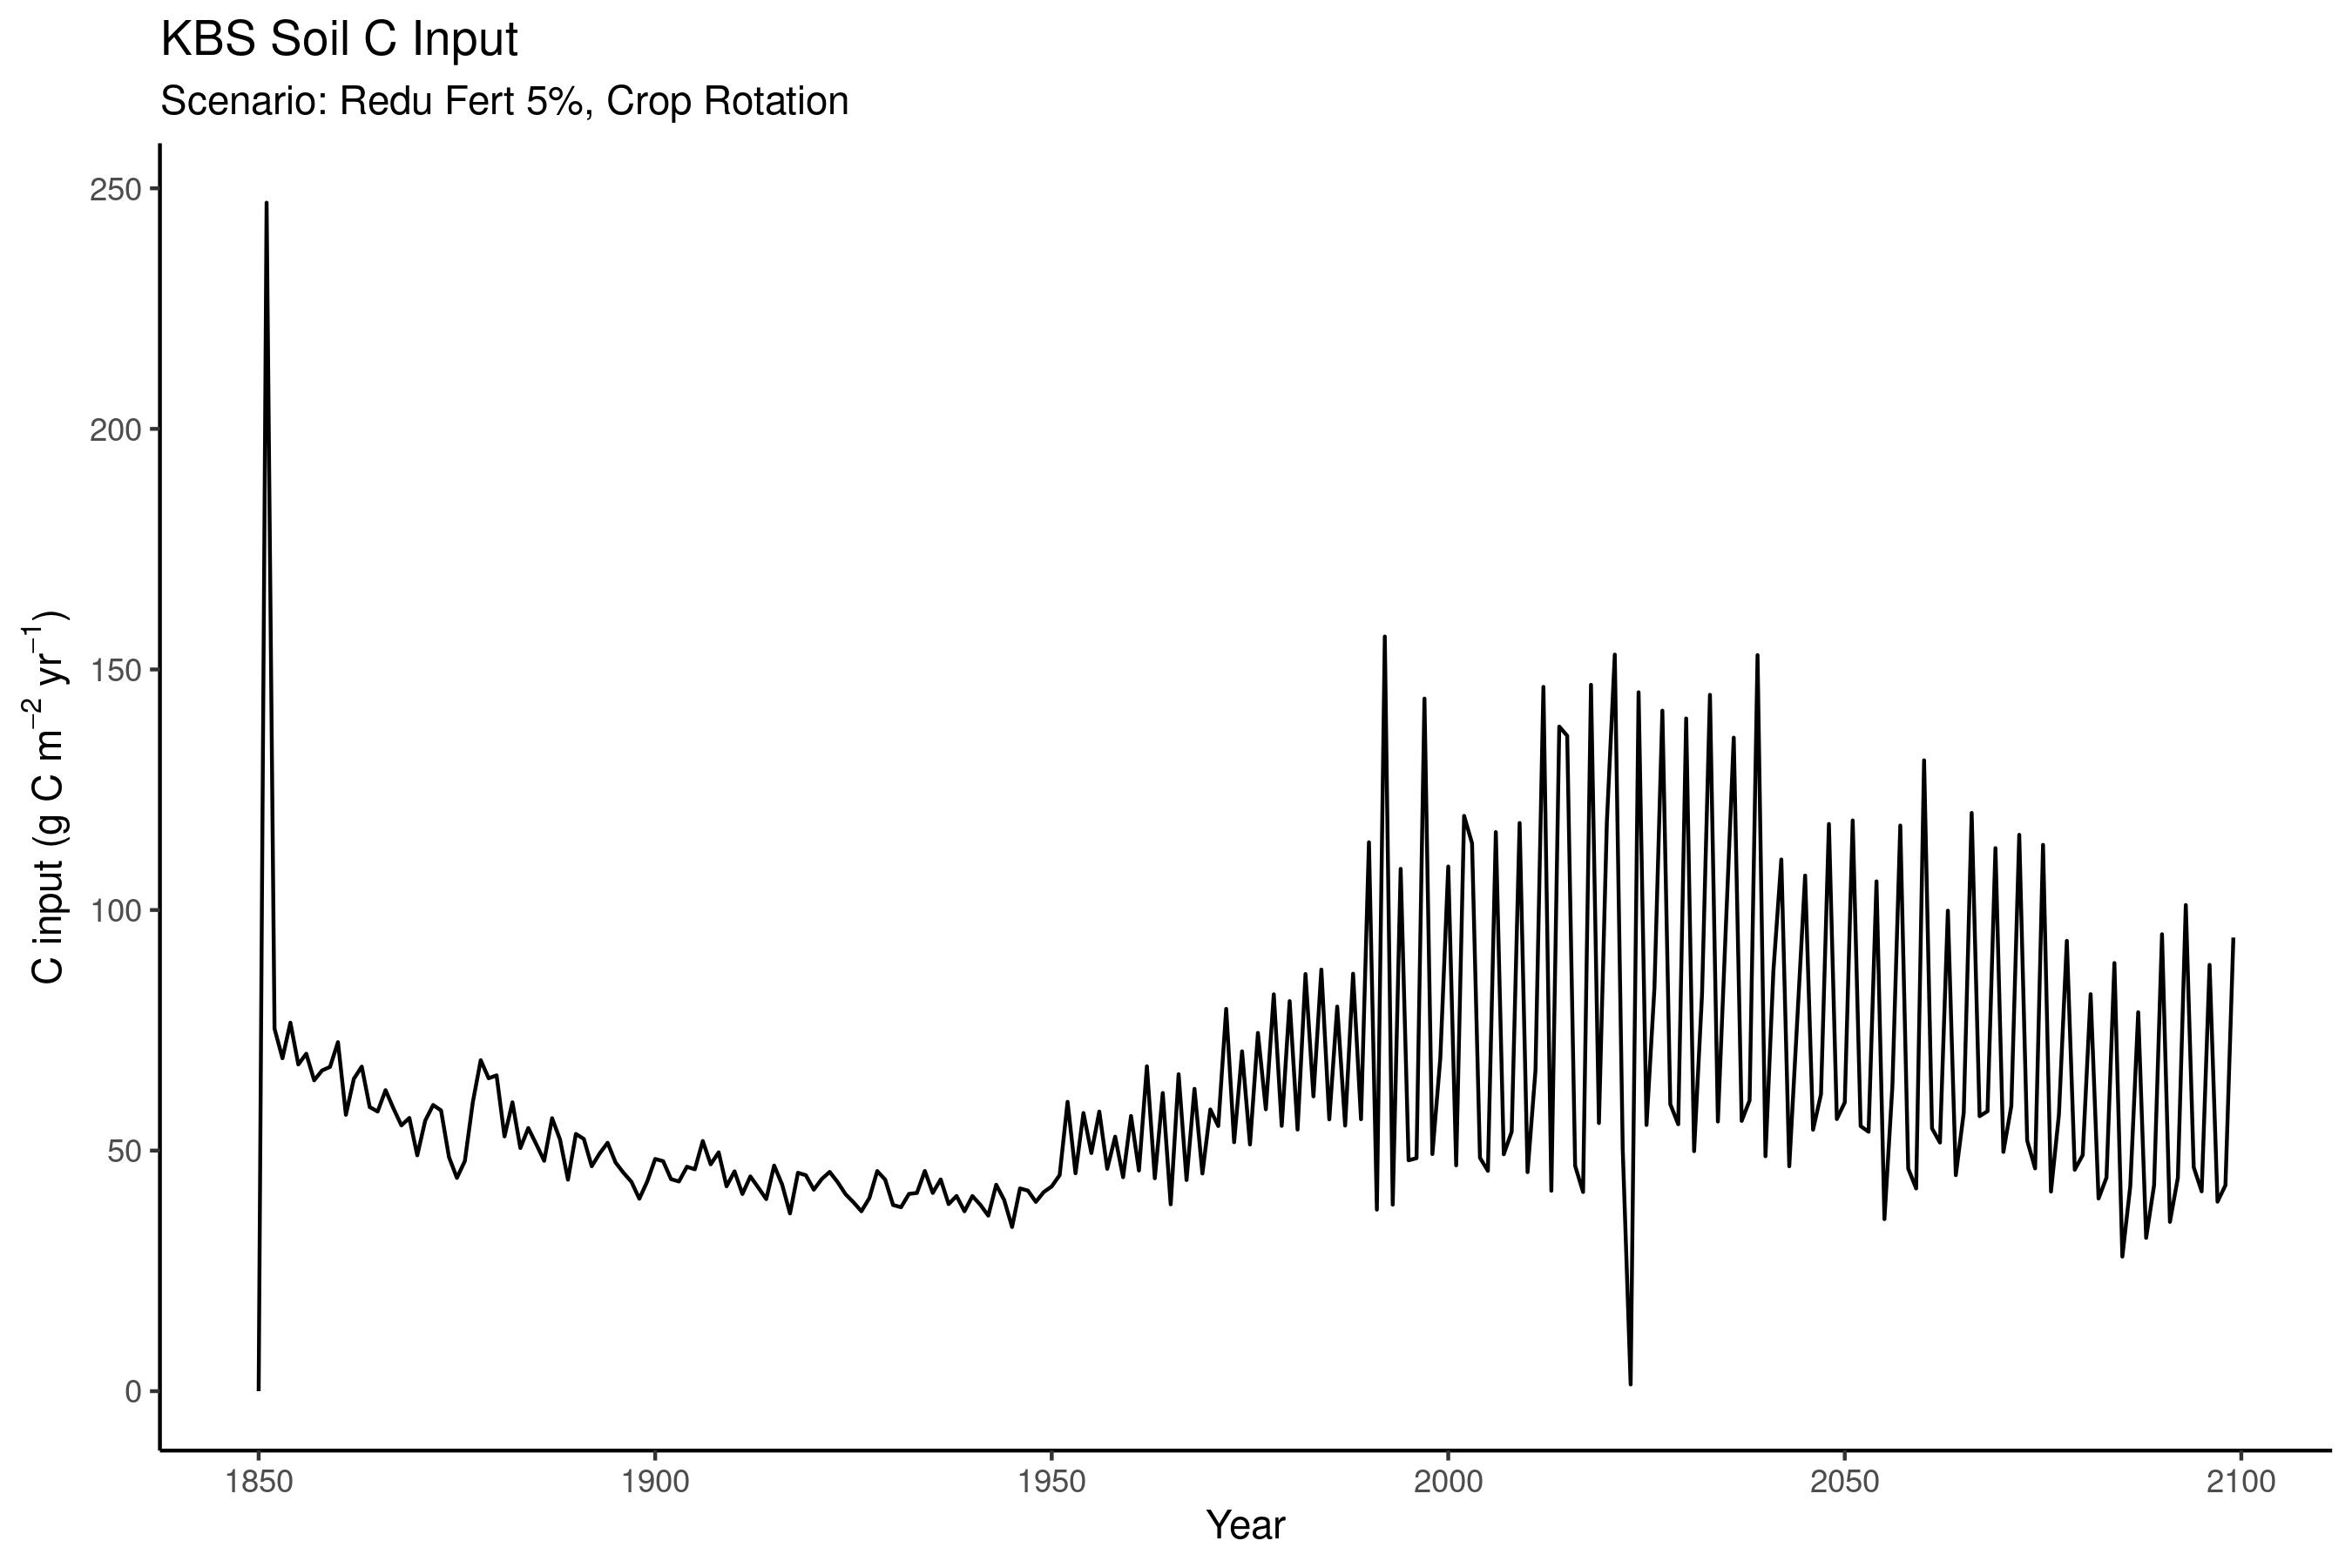 KBS Soil C Input
Scenario: Redu Fert 5%, Crop Rotation
C input (g C m⁻² yr⁻¹)
250
200
150
100
50
0
1850 1900 1950 2000 2050 2100
Year